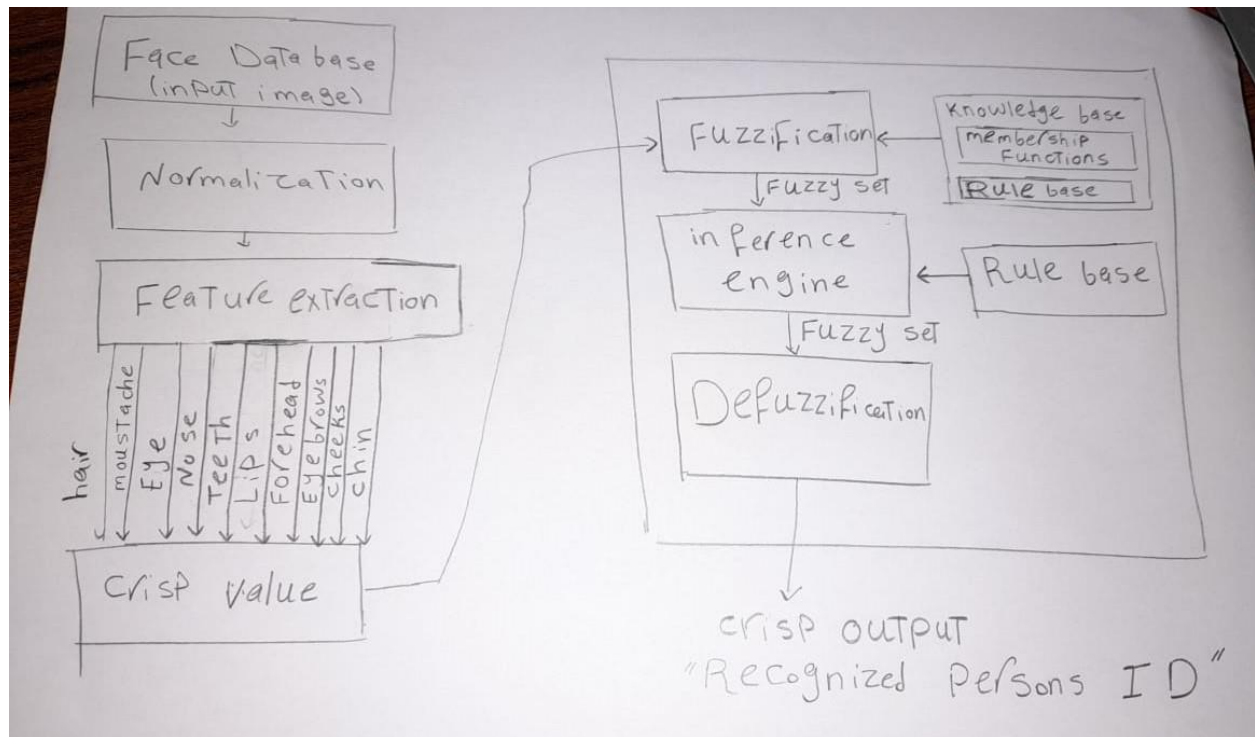 Face Database
(input image)
Normalization
Feature extraction
hair
moustache
Eye
Nose
Teeth
Lips
Forehead
Eyebrows
cheeks
chin
crisp value
Fuzzification
Knowledge base
membership
Functions
Rule base
Fuzzy set
inference
engine
Rule base
Fuzzy set
Defuzzification
crisp output
"Recognized Persons ID"